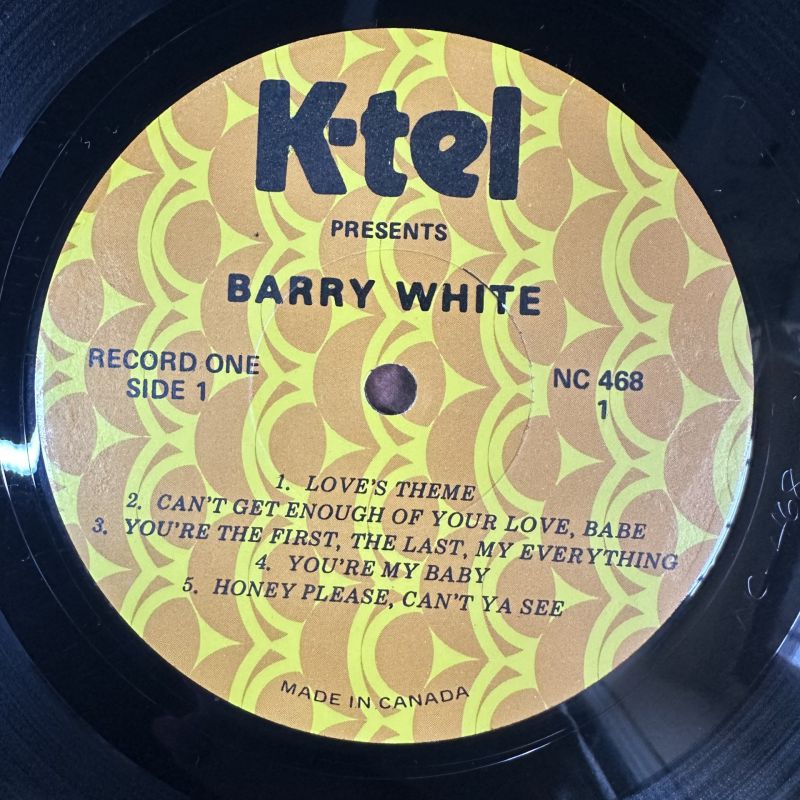 K-tel
PRESENTS
BARRY WHITE
RECORD ONE
SIDE 1
NC 468
1
1. LOVE'S THEME
2. CAN'T GET ENOUGH OF YOUR LOVE, BABE
3. YOU'RE THE FIRST, THE LAST, MY EVERYTHING
4. YOU'RE MY BABY
5. HONEY PLEASE, CAN'T YA SEE
MADE IN CANADA